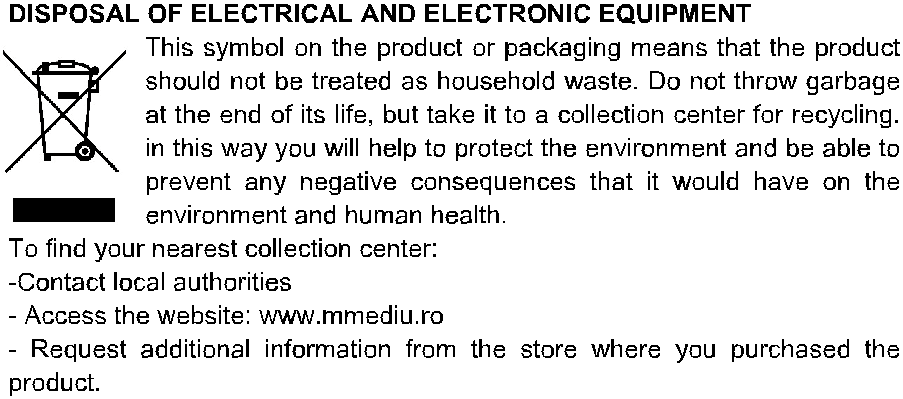 DISPOSAL OF ELECTRICAL AND ELECTRONIC EQUIPMENT
This symbol on the product or packaging means that the product
should not be treated as household waste. Do not throw garbage
at the end of its life, but take it to a collection center for recycling.
in this way you will help to protect the environment and be able to
prevent any negative consequences that it would have on the
environment and human health.
To find your nearest collection center:
-Contact local authorities
- Access the website: www.mmediu.ro
- Request additional information from the store where you purchased the
product.